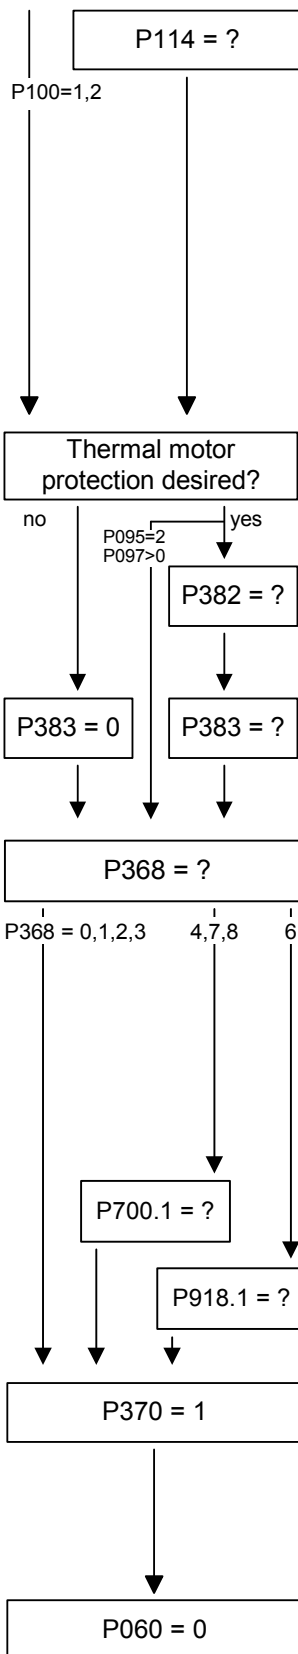 P114 = ?
P100=1,2
Thermal motor
protection desired?
no
yes
P095=2
P097>0
P382 = ?
P383 = 0
P383 = ?
P368 = ?
P368 = 0,1,2,3
4,7,8
6
P700.1 = ?
P918.1 = ?
P370 = 1
P060 = 0